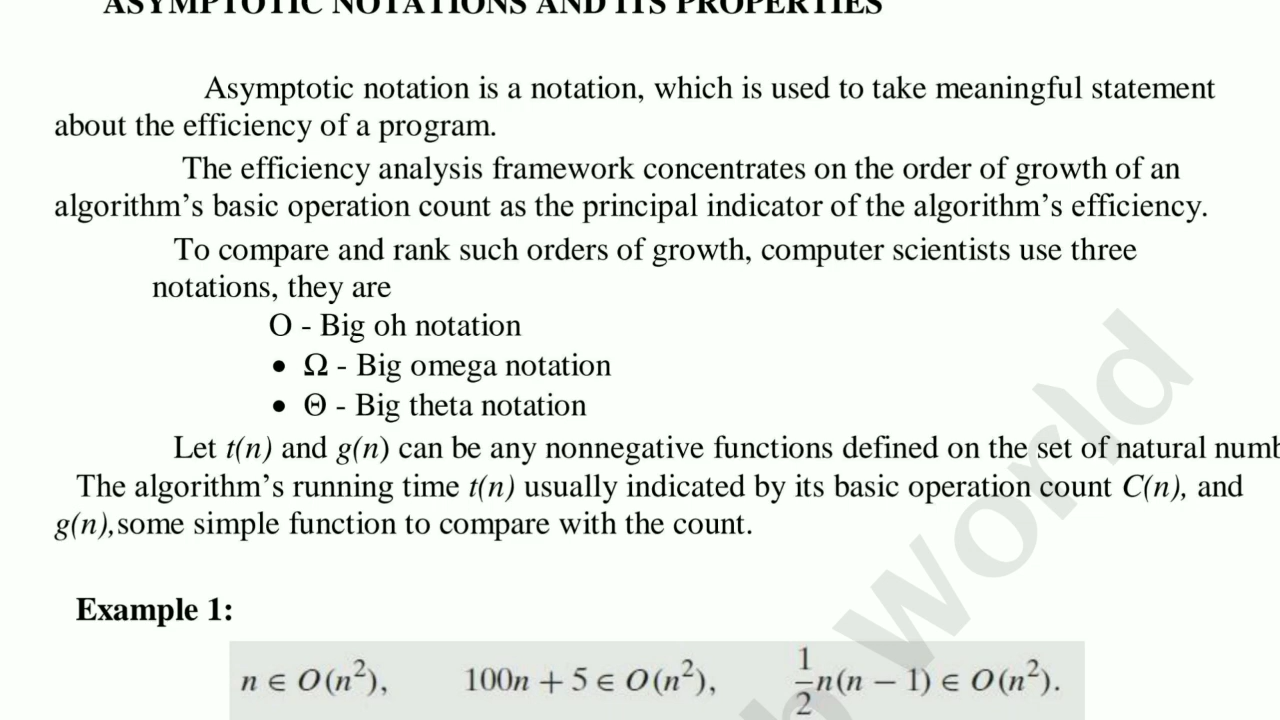 ASYMPTOTIC NOTATIONS AND ITS PROPERTIES
Asymptotic notation is a notation, which is used to take meaningful statement
about the efficiency of a program.
The efficiency analysis framework concentrates on the order of growth of an
algorithm’s basic operation count as the principal indicator of the algorithm’s efficiency.
To compare and rank such orders of growth, computer scientists use three
notations, they are
O - Big oh notation
• Ω - Big omega notation
• Θ - Big theta notation
Let t(n) and g(n) can be any nonnegative functions defined on the set of natural numb
The algorithm’s running time t(n) usually indicated by its basic operation count C(n), and
g(n),some simple function to compare with the count.
Example 1:
n ∈ O(n²), 100n + 5 ∈ O(n²), 1/2 n(n − 1) ∈ O(n²).
world